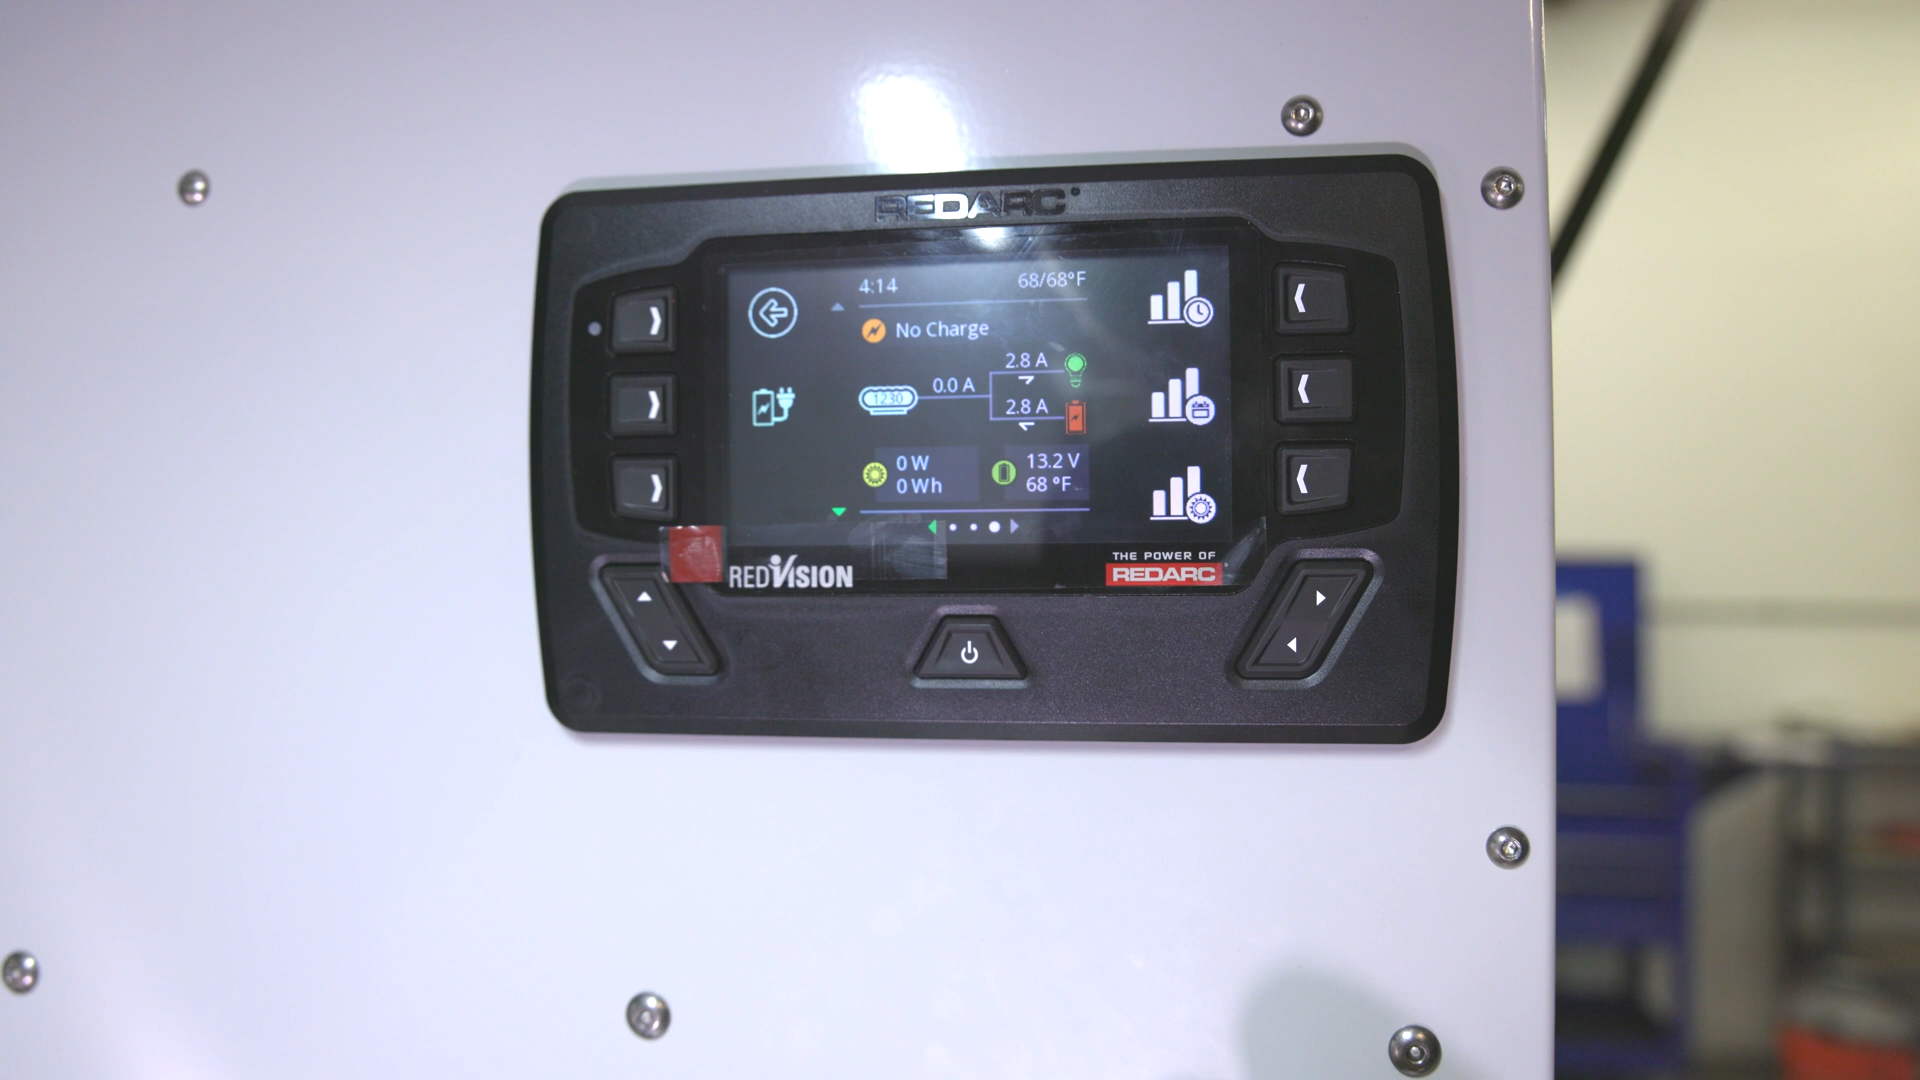 REDARC
4:14 68/68°F
No Charge
2.8 A
0.0 A
1230
2.8 A
0 W 13.2 V
0 Wh 68 °F
THE POWER OF
REDVISION REDARC